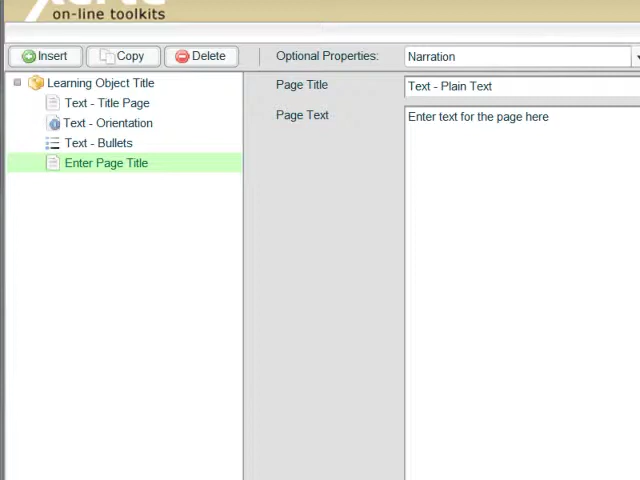 on-line toolkits
Insert Copy Delete Optional Properties: Narration
Learning Object Title
Text - Title Page
Text - Orientation
Text - Bullets
Enter Page Title
Page Title Text - Plain Text
Page Text Enter text for the page here